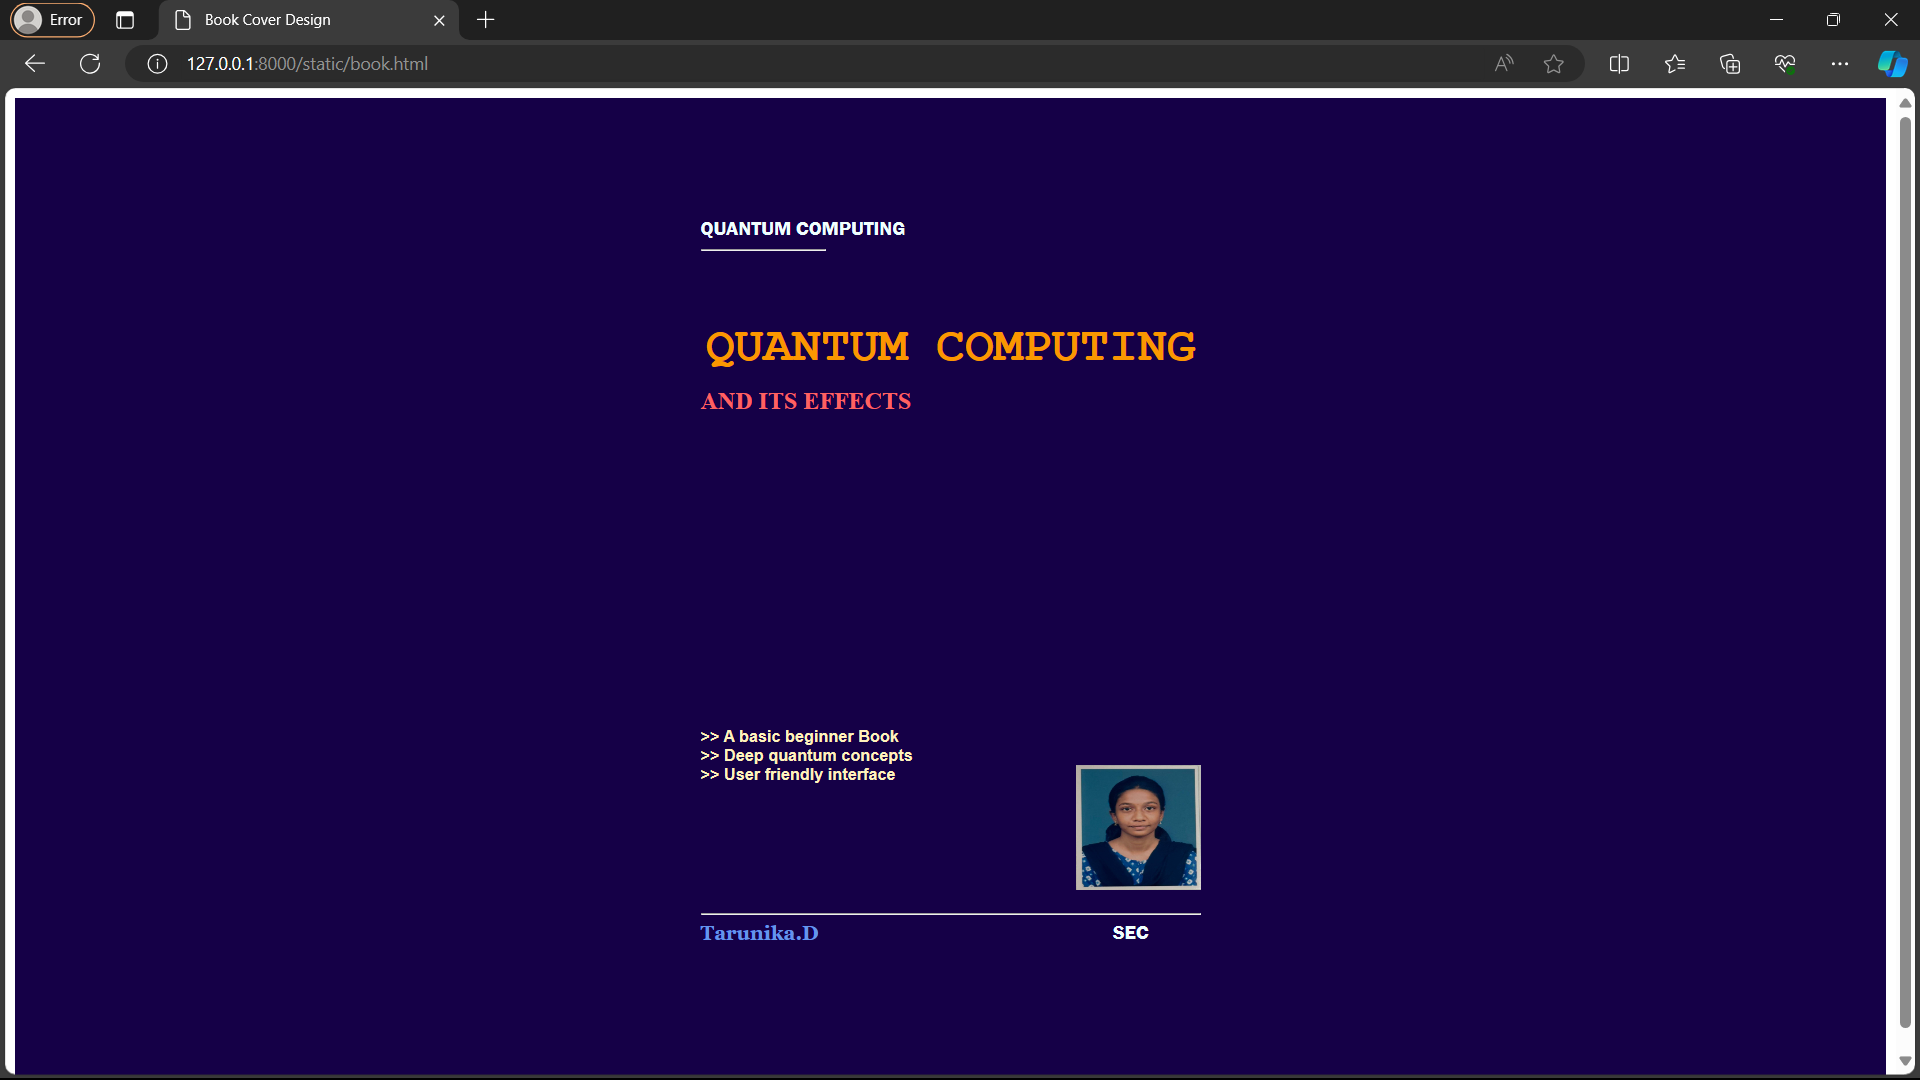 Error
Book Cover Design
127.0.0.1:8000/static/book.html
QUANTUM COMPUTING
QUANTUM COMPUTING
AND ITS EFFECTS
>> A basic beginner Book
>> Deep quantum concepts
>> User friendly interface
Tarunika.D
SEC